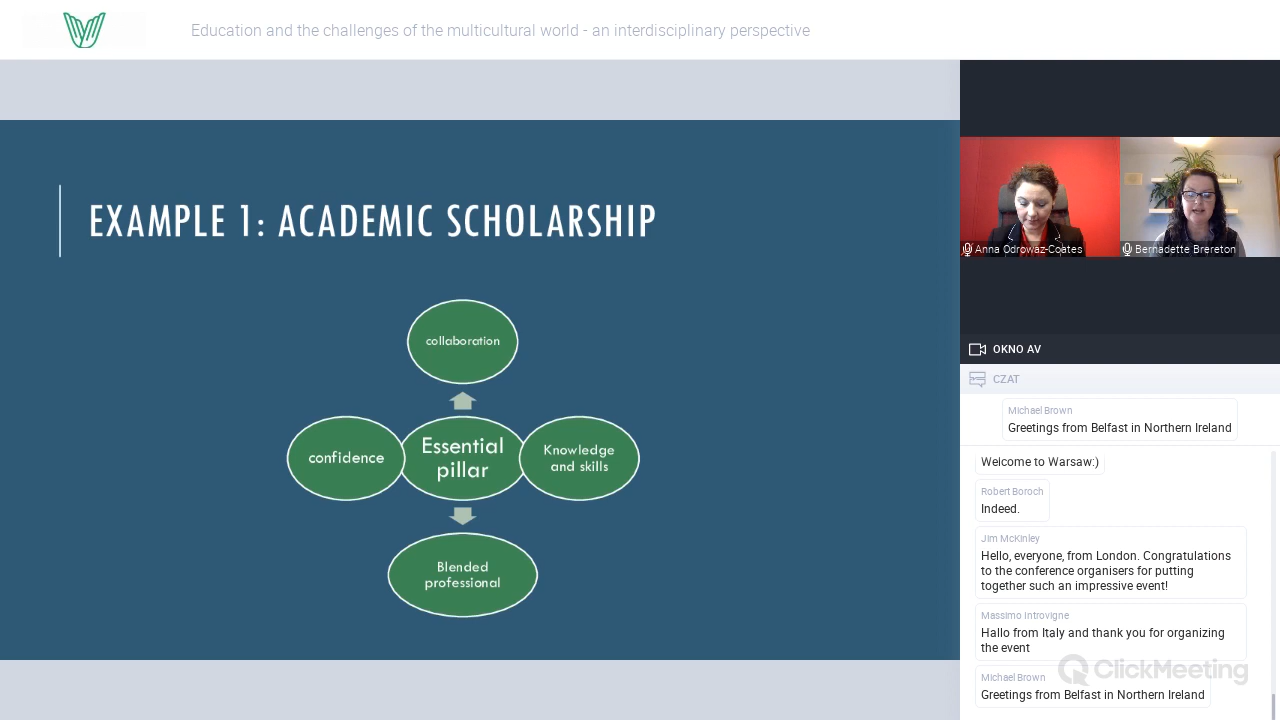 Education and the challenges of the multicultural world - an interdisciplinary perspective
EXAMPLE 1: ACADEMIC SCHOLARSHIP
collaboration
confidence
Essential
pillar
Knowledge
and skills
Blended
professional
Anna Odrowaz-Coates
Bernadette Brereton
OKNO AV
CZAT
Michael Brown
Greetings from Belfast in Northern Ireland
Welcome to Warsaw:)
Robert Boroch
Indeed.
Jim McKinley
Hello, everyone, from London. Congratulations
to the conference organisers for putting
together such an impressive event!
Massimo Introvigne
Hallo from Italy and thank you for organizing
the event
ClickMeeting
Michael Brown
Greetings from Belfast in Northern Ireland